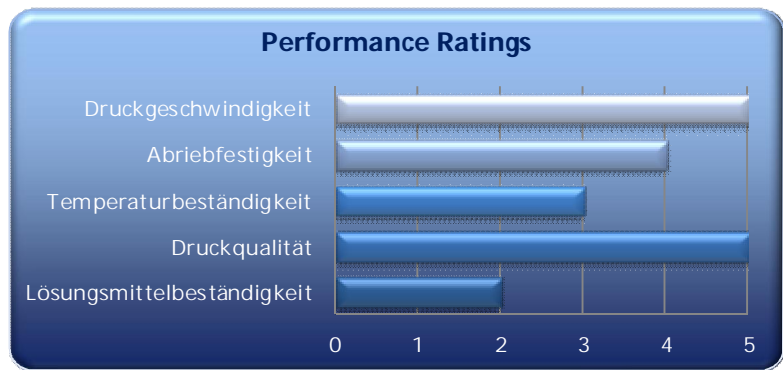 Performance Ratings
Druckgeschwindigkeit
Abriebfestigkeit
Temperaturbeständigkeit
Druckqualität
Lösungsmittelbeständigkeit
0 1 2 3 4 5